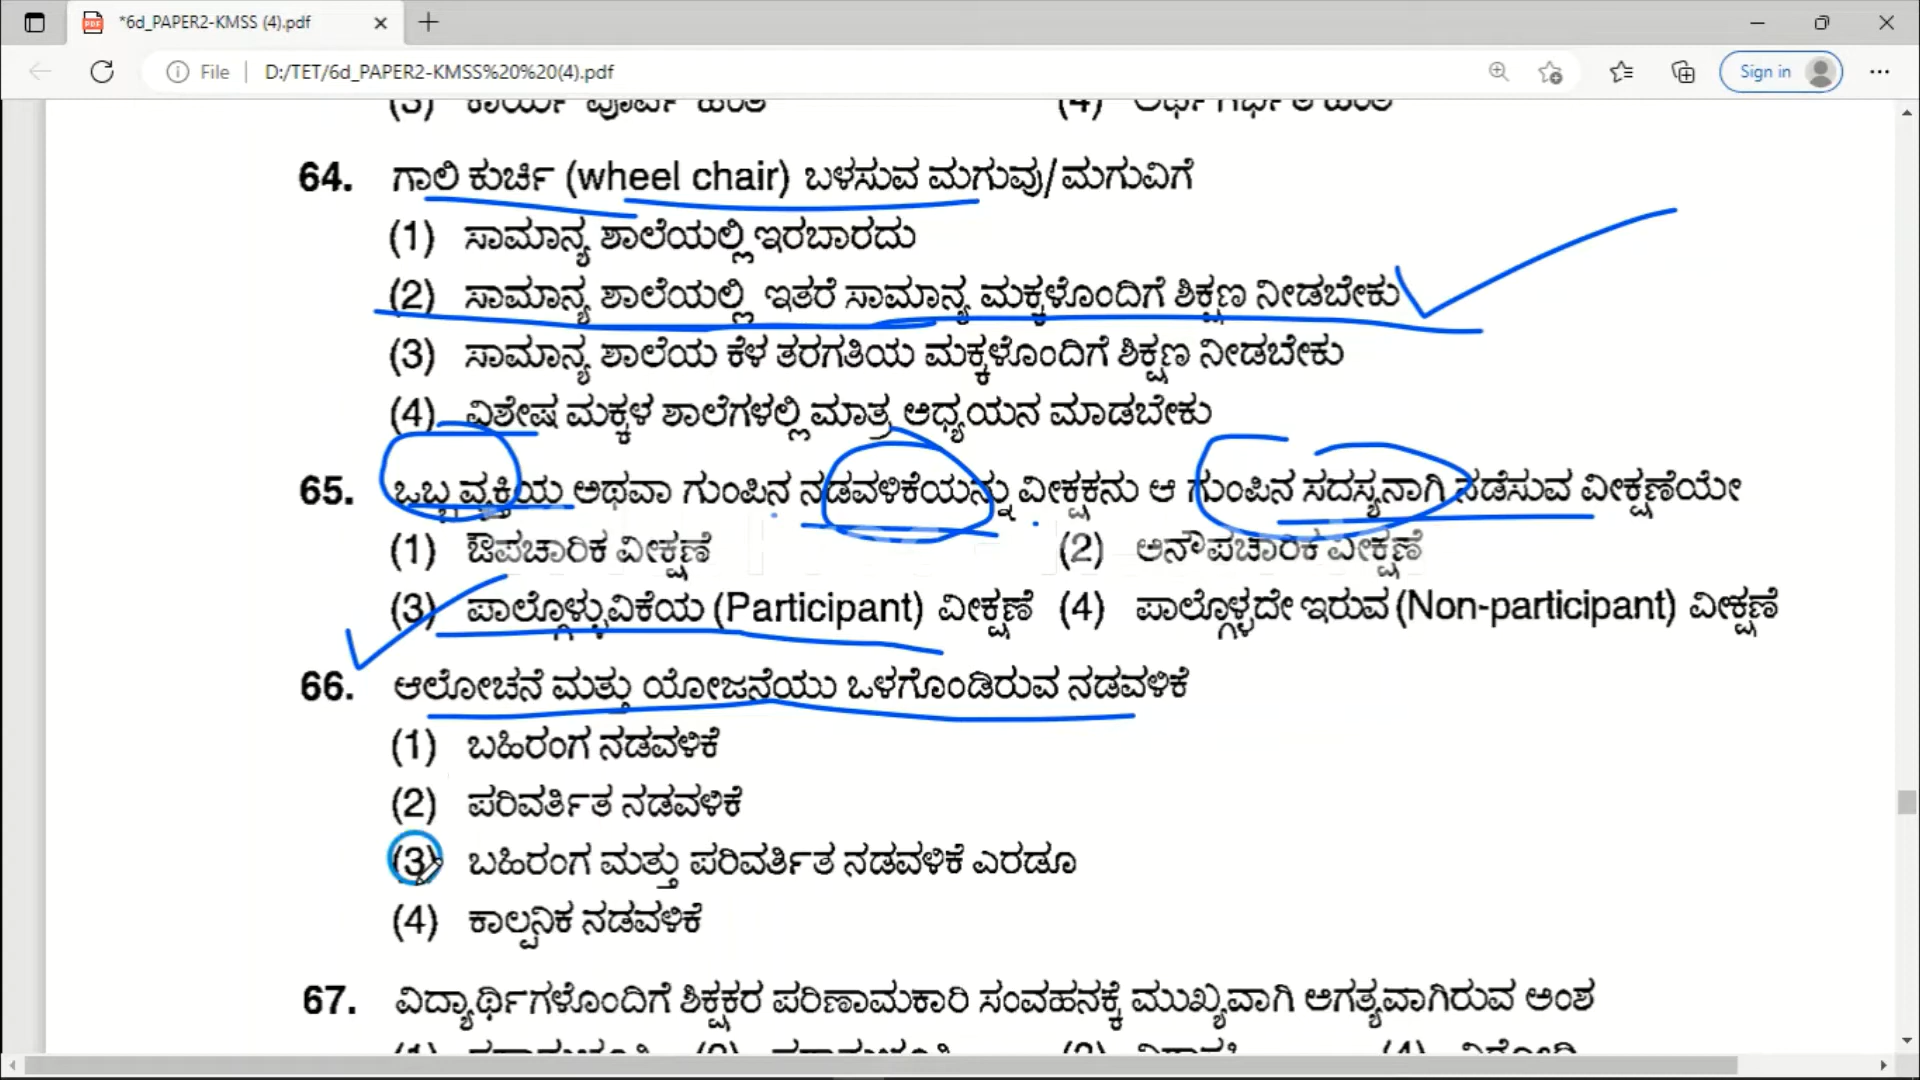 *6d_PAPER2-KMSS (4).pdf
File D:/TET/6d_PAPER2-KMSS%20%20(4).pdf
Sign in
64. ಗಾಲಿ ಕುರ್ಚಿ (wheel chair) ಬಳಸುವ ಮಗುವು/ಮಗುವಿಗೆ
(1) ಸಾಮಾನ್ಯ ಶಾಲೆಯಲ್ಲಿ ಇರಬಾರದು
(2) ಸಾಮಾನ್ಯ ಶಾಲೆಯಲ್ಲಿ ಇತರೆ ಸಾಮಾನ್ಯ ಮಕ್ಕಳೊಂದಿಗೆ ಶಿಕ್ಷಣ ನೀಡಬೇಕು
(3) ಸಾಮಾನ್ಯ ಶಾಲೆಯ ಕೆಳ ತರಗತಿಯ ಮಕ್ಕಳೊಂದಿಗೆ ಶಿಕ್ಷಣ ನೀಡಬೇಕು
(4) ವಿಶೇಷ ಮಕ್ಕಳ ಶಾಲೆಗಳಲ್ಲಿ ಮಾತ್ರ ಅಧ್ಯಯನ ಮಾಡಬೇಕು
65. ಒಬ್ಬ ವ್ಯಕ್ತಿಯ ಅಥವಾ ಗುಂಪಿನ ನಡವಳಿಕೆಯನ್ನು ವೀಕ್ಷಕನು ಆ ಗುಂಪಿನ ಸದಸ್ಯನಾಗಿ ನಡೆಸುವ ವೀಕ್ಷಣೆಯೇ
(1) ಔಪಚಾರಿಕ ವೀಕ್ಷಣೆ (2) ಅನೌಪಚಾರಿಕ ವೀಕ್ಷಣೆ
(3) ಪಾಲ್ಗೊಳ್ಳುವಿಕೆಯ (Participant) ವೀಕ್ಷಣೆ (4) ಪಾಲ್ಗೊಳ್ಳದೇ ಇರುವ (Non-participant) ವೀಕ್ಷಣೆ
66. ಆಲೋಚನೆ ಮತ್ತು ಯೋಜನೆಯು ಒಳಗೊಂಡಿರುವ ನಡವಳಿಕೆ
(1) ಬಹಿರಂಗ ನಡವಳಿಕೆ
(2) ಪರಿವರ್ತಿತ ನಡವಳಿಕೆ
(3) ಬಹಿರಂಗ ಮತ್ತು ಪರಿವರ್ತಿತ ನಡವಳಿಕೆ ಎರಡೂ
(4) ಕಾಲ್ಪನಿಕ ನಡವಳಿಕೆ
67. ವಿದ್ಯಾರ್ಥಿಗಳೊಂದಿಗೆ ಶಿಕ್ಷಕರ ಪರಿಣಾಮಕಾರಿ ಸಂವಹನಕ್ಕೆ ಮುಖ್ಯವಾಗಿ ಅಗತ್ಯವಾಗಿರುವ ಅಂಶ